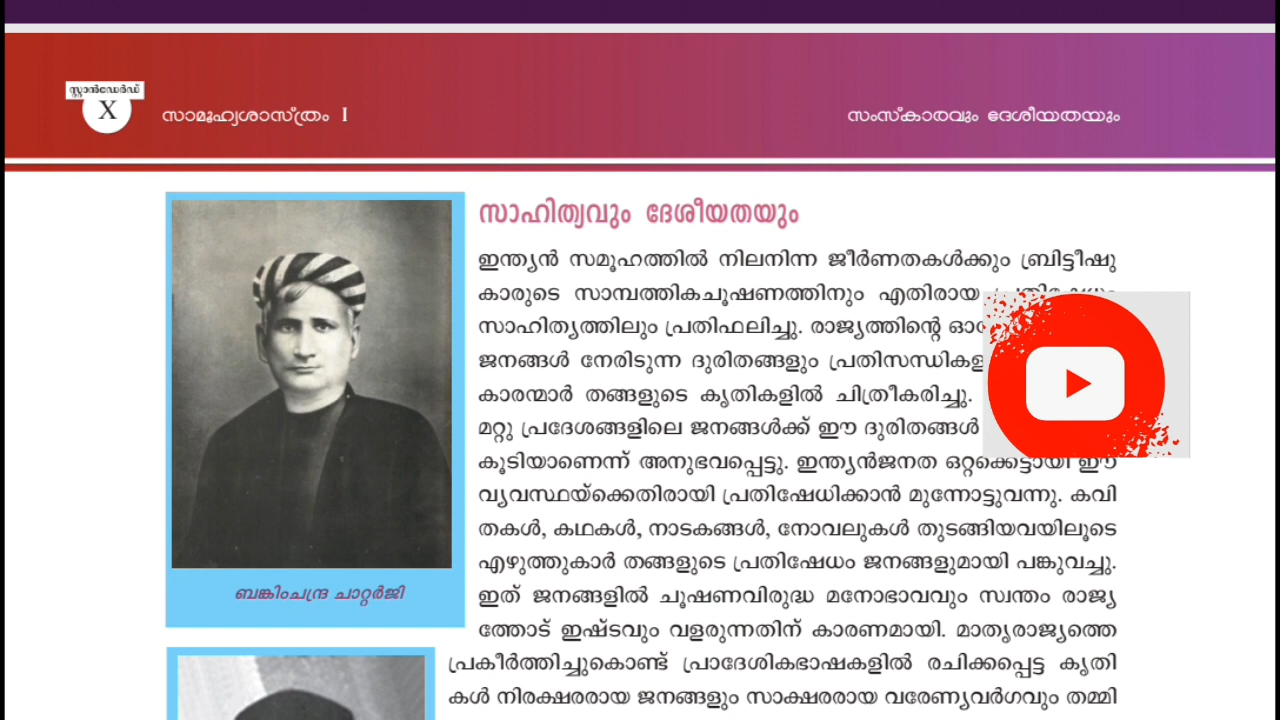 സ്റ്റാൻഡേർഡ്
X
സാമൂഹ്യശാസ്ത്രം I
സംസ്കാരവും ദേശീയതയും
സാഹിത്യവും ദേശീയതയും
ഇന്ത്യൻ സമൂഹത്തിൽ നിലനിന്ന ജീർണതകൾക്കും ബ്രിട്ടീഷു
കാരുടെ സാമ്പത്തികചൂഷണത്തിനും എതിരായ
സാഹിത്യത്തിലും പ്രതിഫലിച്ചു. രാജ്യത്തിന്റെ
ജനങ്ങൾ നേരിടുന്ന ദുരിതങ്ങളും
കാരന്മാർ തങ്ങളുടെ കൃതികളിൽ ചിത്രീകരിച്ചു.
മറ്റു പ്രദേശങ്ങളിലെ ജനങ്ങൾക്ക് ഈ ദുരിതങ്ങൾ
കൂടിയാണെന്ന് അനുഭവപ്പെട്ടു. ഇന്ത്യൻജനത ഒറ്റക്കെട്ടായി ഈ
വ്യവസ്ഥയ്ക്കെതിരായി പ്രതിഷേധിക്കാൻ മുന്നോട്ടുവന്നു. കവി
തകൾ, കഥകൾ, നാടകങ്ങൾ, നോവലുകൾ തുടങ്ങിയവയിലൂടെ
എഴുത്തുകാർ തങ്ങളുടെ പ്രതിഷേധം ജനങ്ങളുമായി പങ്കുവച്ചു.
ഇത് ജനങ്ങളിൽ ചൂഷണവിരുദ്ധ മനോഭാവവും സ്വന്തം രാജ്യ
ത്തോട് ഇഷ്ടവും വളരുന്നതിന് കാരണമായി. മാതൃരാജ്യത്തെ
പ്രകീർത്തിച്ചുകൊണ്ട് പ്രാദേശികഭാഷകളിൽ രചിക്കപ്പെട്ട കൃതി
കൾ നിരക്ഷരരായ ജനങ്ങളും സാക്ഷരരായ വരേണ്യവർഗവും തമ്മി
ബങ്കിംചന്ദ്ര ചാറ്റർജി